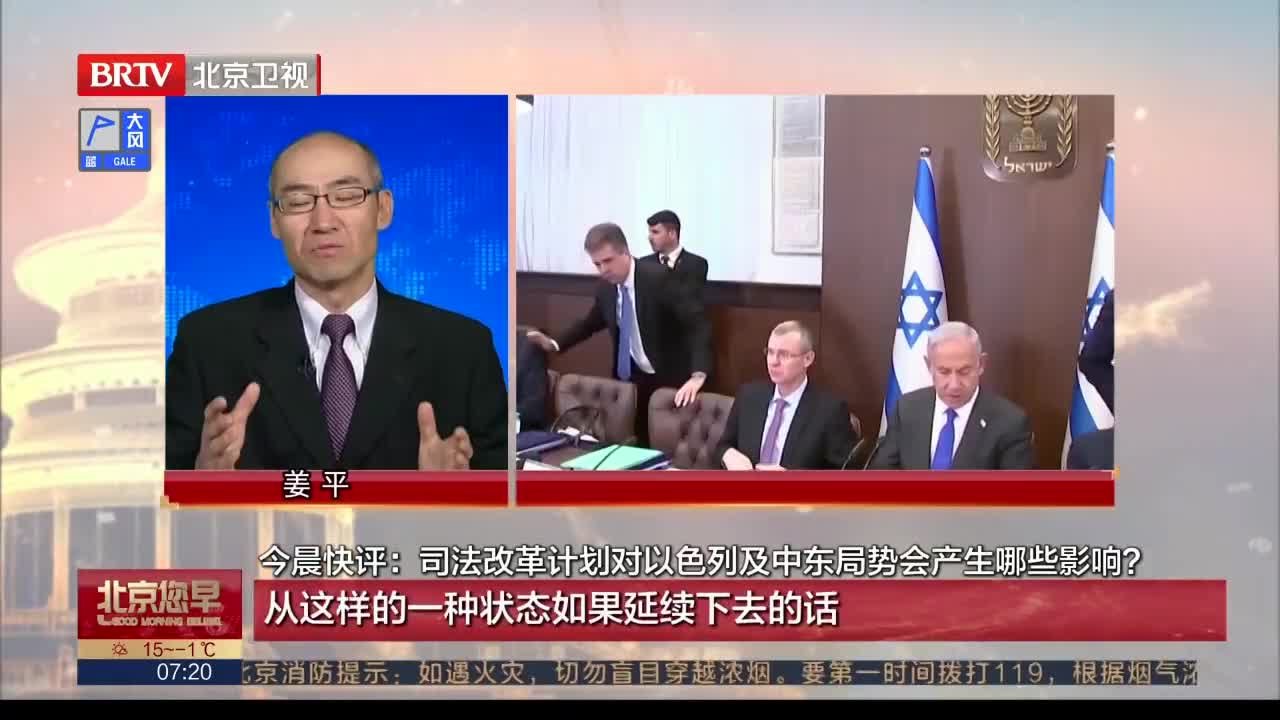 BRTV 北京卫视
大风
蓝 GALE
ישראל
姜平
今晨快评：司法改革计划对以色列及中东局势会产生哪些影响？
从这样的一种状态如果延续下去的话
北京您早
GOOD MORNING BEIJING
15~-1℃
07:20
北京消防提示：如遇火灾，切勿盲目穿越浓烟。要第一时间拨打119，根据烟气浓